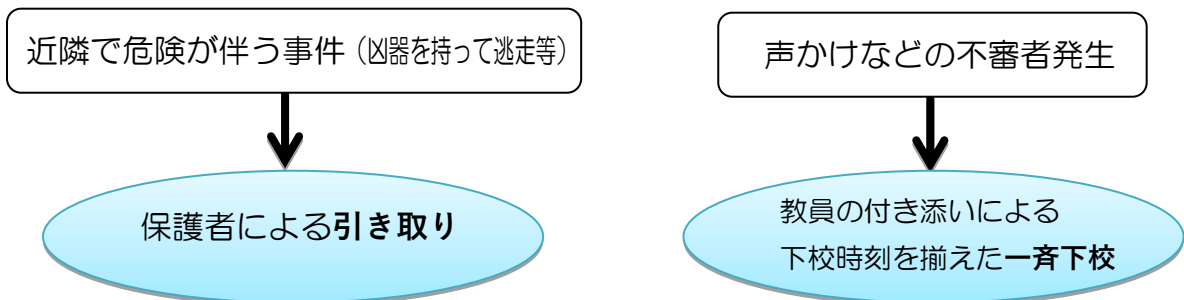 近隣で危険が伴う事件（凶器を持って逃走等）
声かけなどの不審者発生
保護者による引き取り
教員の付き添いによる
下校時刻を揃えた一斉下校